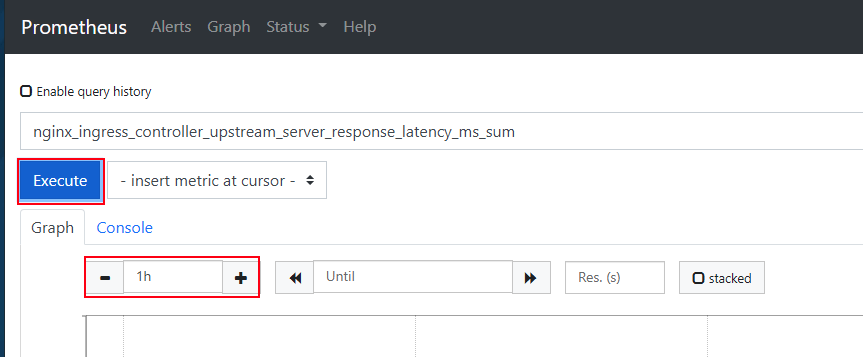 Prometheus Alerts Graph Status Help
Enable query history
nginx_ingress_controller_upstream_server_response_latency_ms_sum
Execute - insert metric at cursor -
Graph Console
1h Until Res. (s) stacked